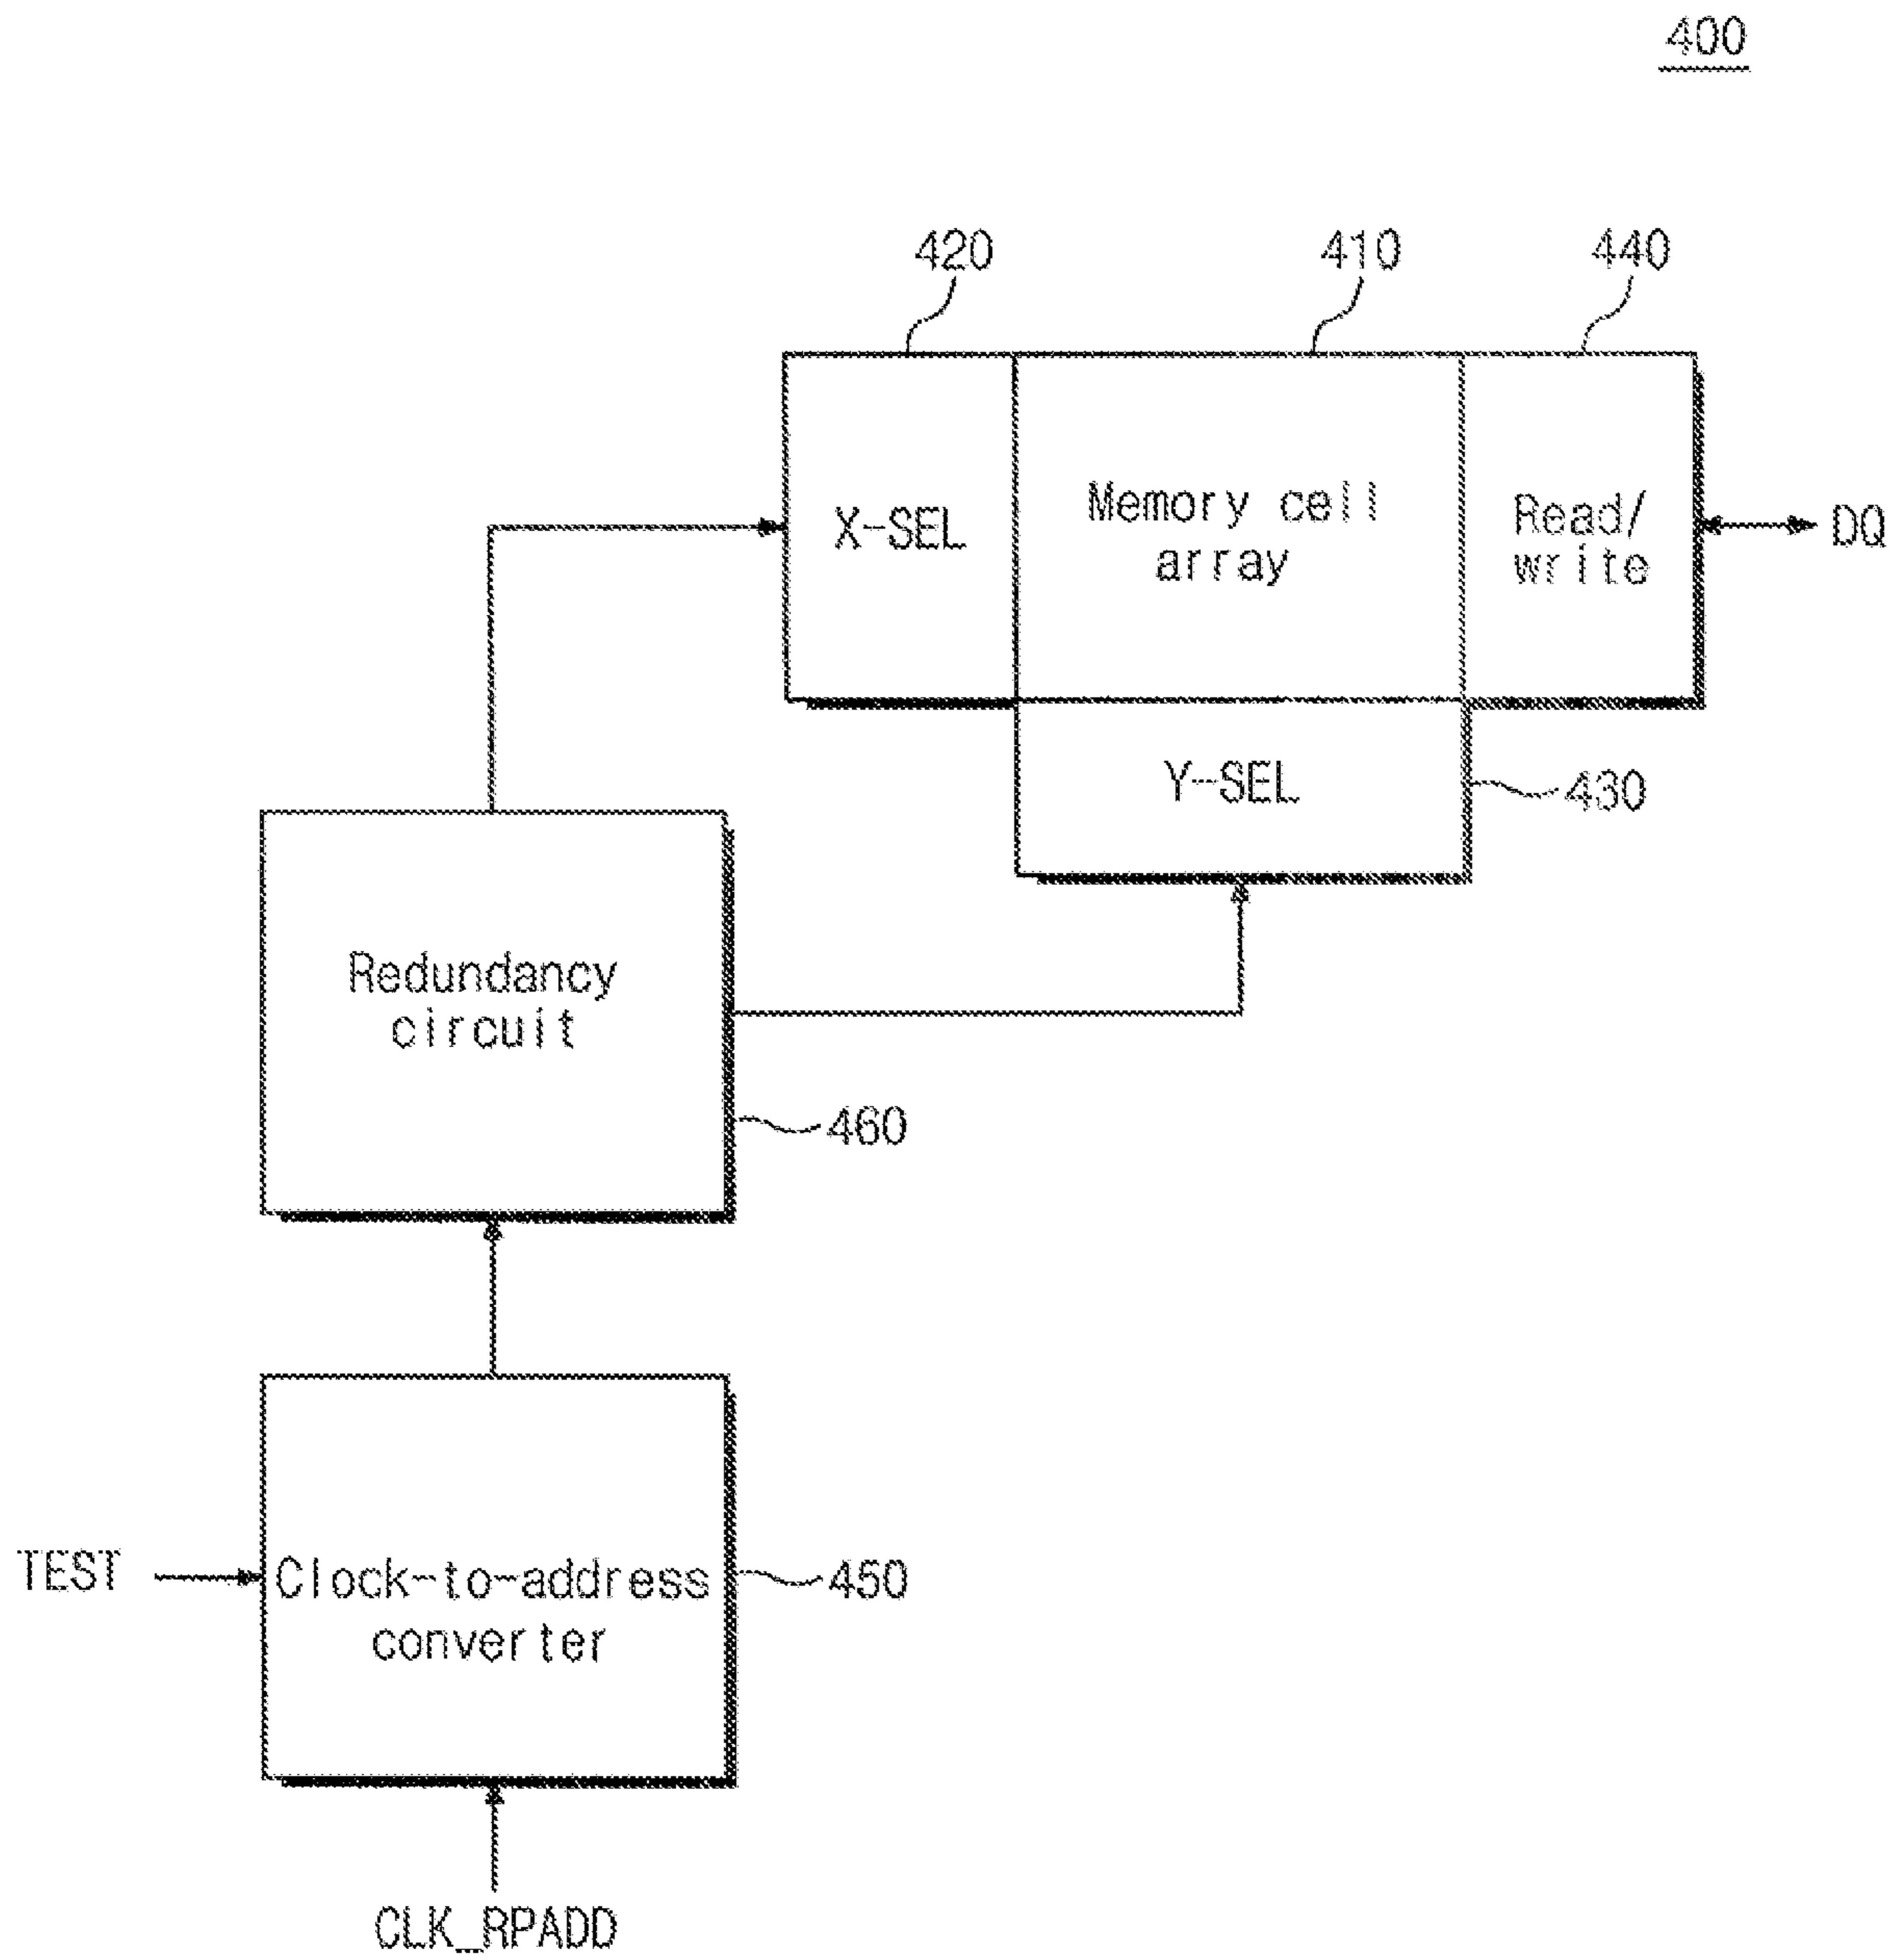 400
420
410
440
X-SEL
Memory cell
array
Read/
write
DQ
Y-SEL
430
Redundancy
circuit
460
TEST
Clock-to-address
converter
450
CLK_RPADD